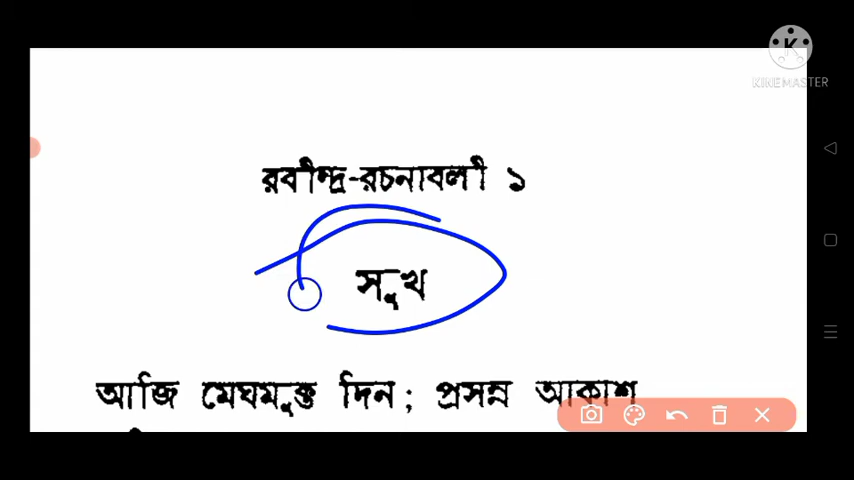 KINEMASTER
রবীন্দ্র-রচনাবলী ১
সুখ
আজি মেঘমুক্ত দিন; প্রসন্ন আকাশ